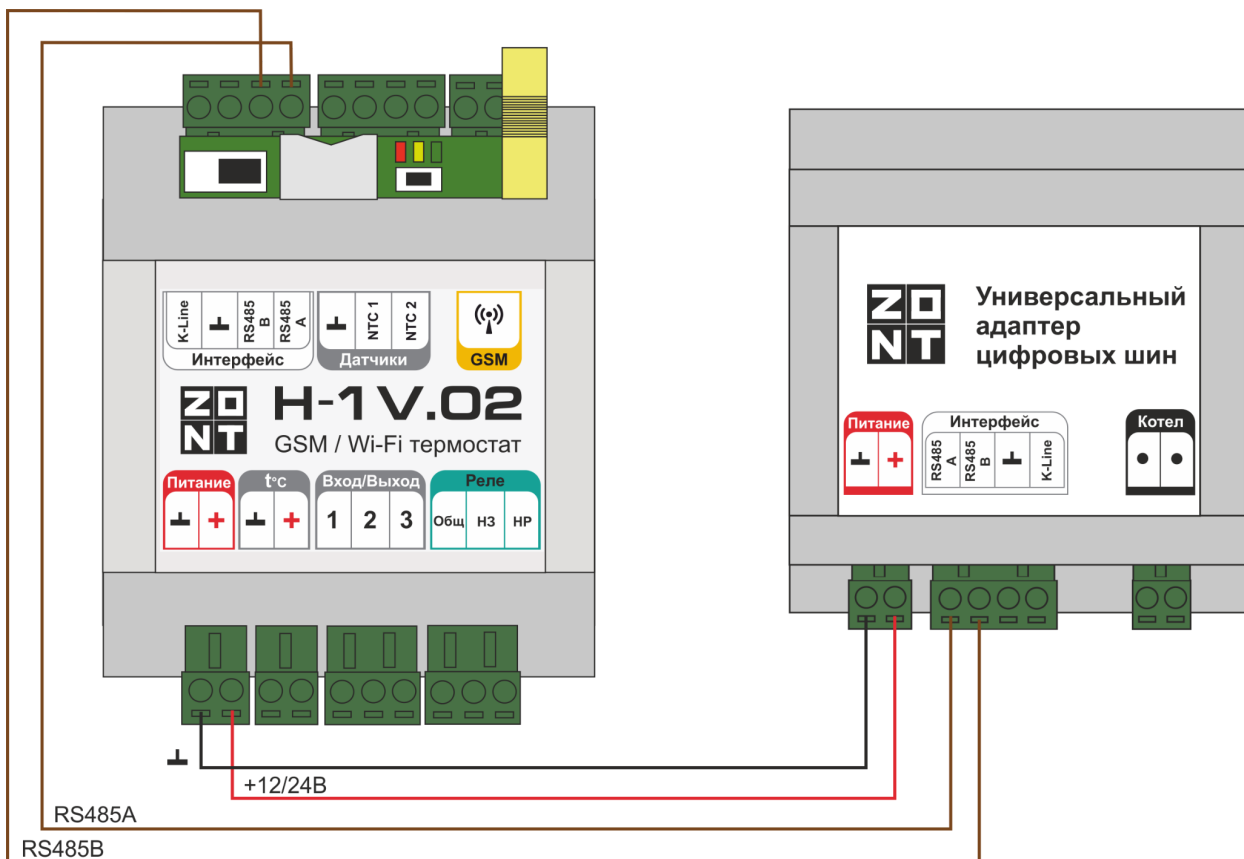 K-Line
RS485 B
RS485 A
Интерфейс
NTC 1
NTC 2
Датчики
GSM
ZONT
H-1V.02
GSM / Wi-Fi термостат
Питание
+
t°C
+
Вход/Выход
1 2 3
Реле
Общ НЗ НР
ZONT
Универсальный
адаптер
цифровых шин
Питание
+
Интерфейс
RS485 A
RS485 B
K-Line
Котел
+12/24В
RS485A
RS485B